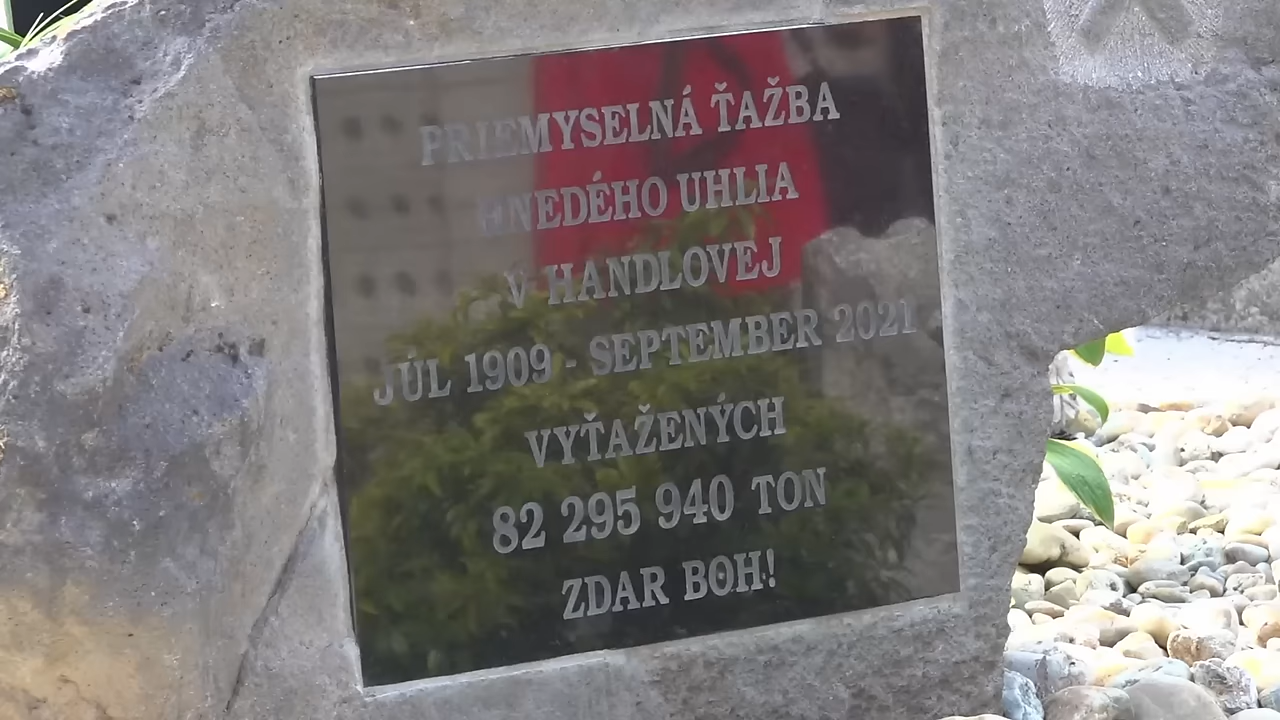 PRIEMYSELNÁ ŤAŽBA
HNEDÉHO UHLIA
V HANDLOVEJ
JÚL 1909 - SEPTEMBER 2021
VYŤAŽENÝCH
82 295 940 TON
ZDAR BOH!